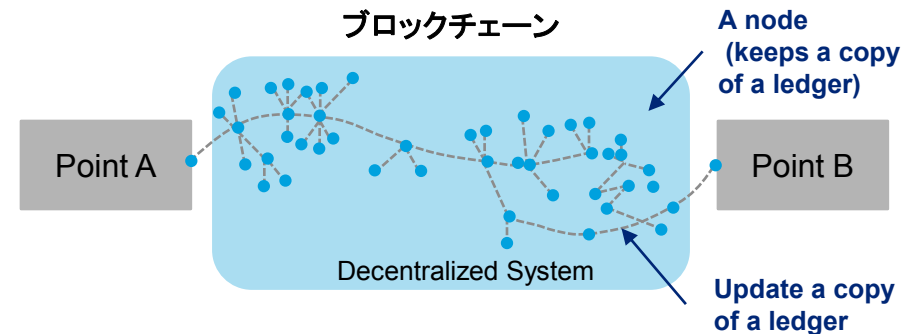 ブロックチェーン
A node
(keeps a copy
of a ledger)
Point A
Point B
Decentralized System
Update a copy
of a ledger